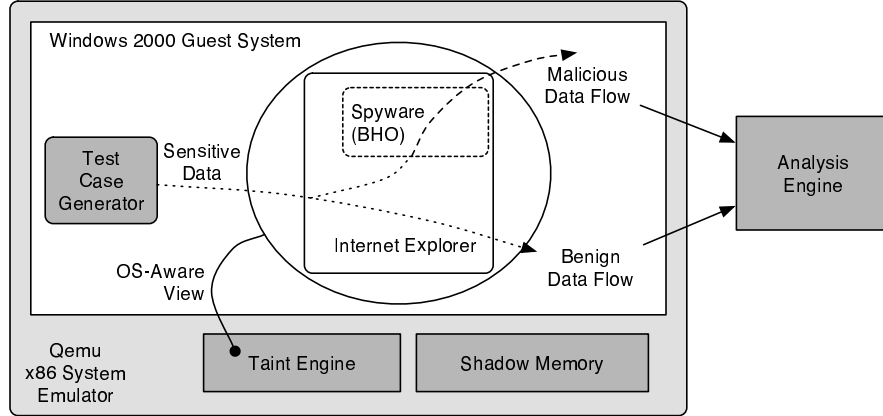 Windows 2000 Guest System
Malicious
Data Flow
Spyware
(BHO)
Test
Case
Generator
Sensitive
Data
Analysis
Engine
Internet Explorer
Benign
Data Flow
OS-Aware
View
Qemu
x86 System
Emulator
Taint Engine
Shadow Memory